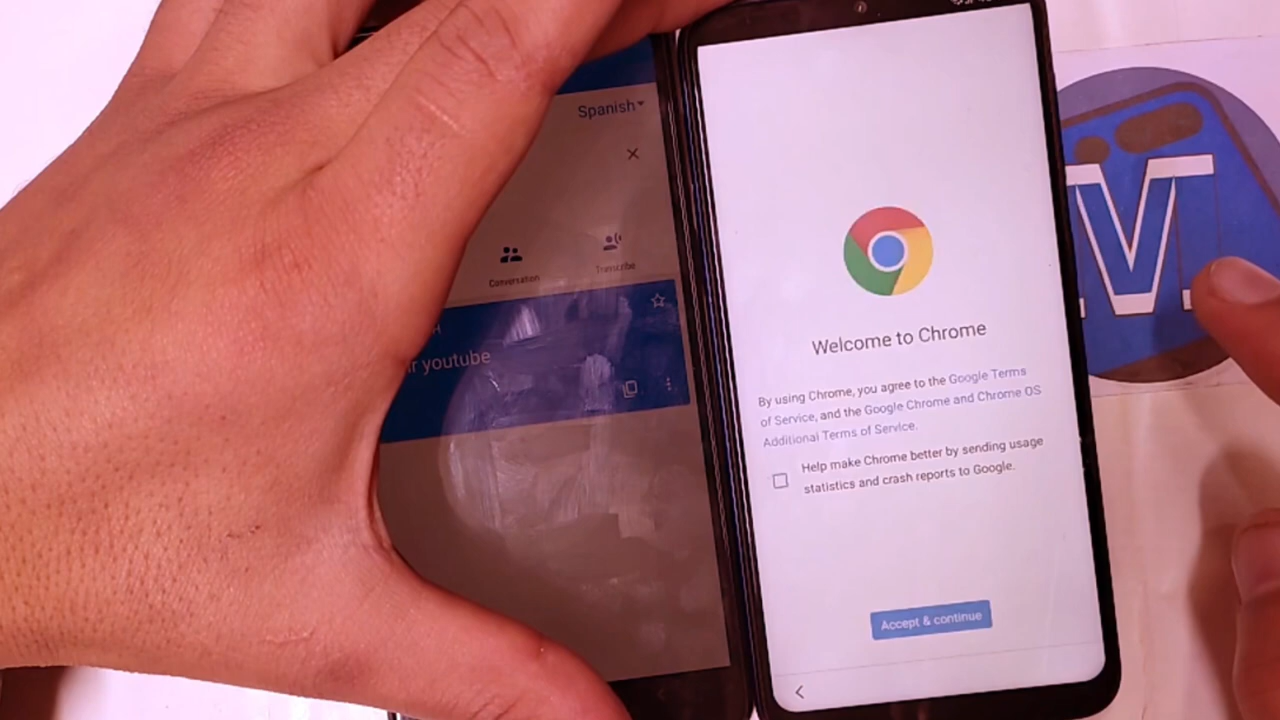 Spanish
Conversation
Transcribe
youtube
Welcome to Chrome
By using Chrome, you agree to the Google Terms
of Service, and the Google Chrome and Chrome OS
Additional Terms of Service.
Help make Chrome better by sending usage
statistics and crash reports to Google.
Accept & continue
V